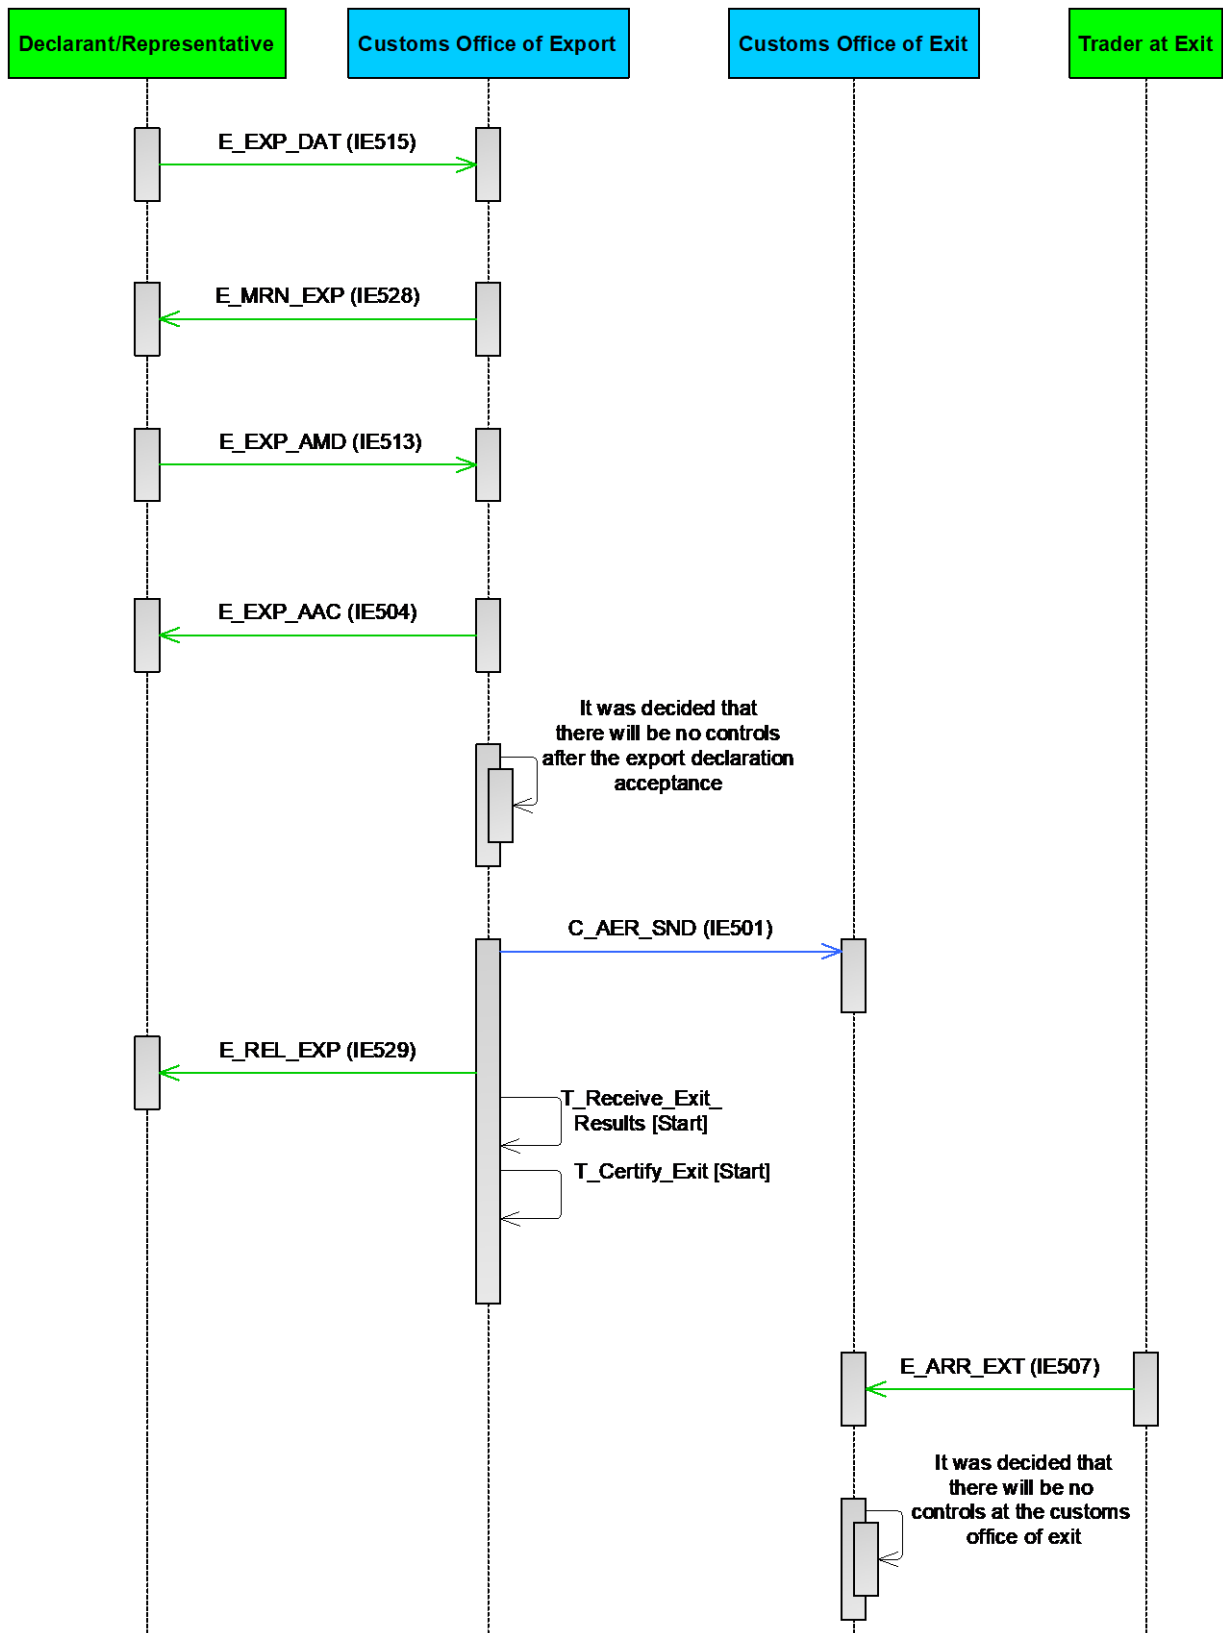 Declarant/Representative
Customs Office of Export
Customs Office of Exit
Trader at Exit
E_EXP_DAT (IE515)
E_MRN_EXP (IE528)
E_EXP_AMD (IE513)
E_EXP_AAC (IE504)
It was decided that
there will be no controls
after the export declaration
acceptance
C_AER_SND (IE501)
E_REL_EXP (IE529)
T_Receive_Exit_
Results [Start]
T_Certify_Exit [Start]
E_ARR_EXT (IE507)
It was decided that
there will be no
controls at the customs
office of exit